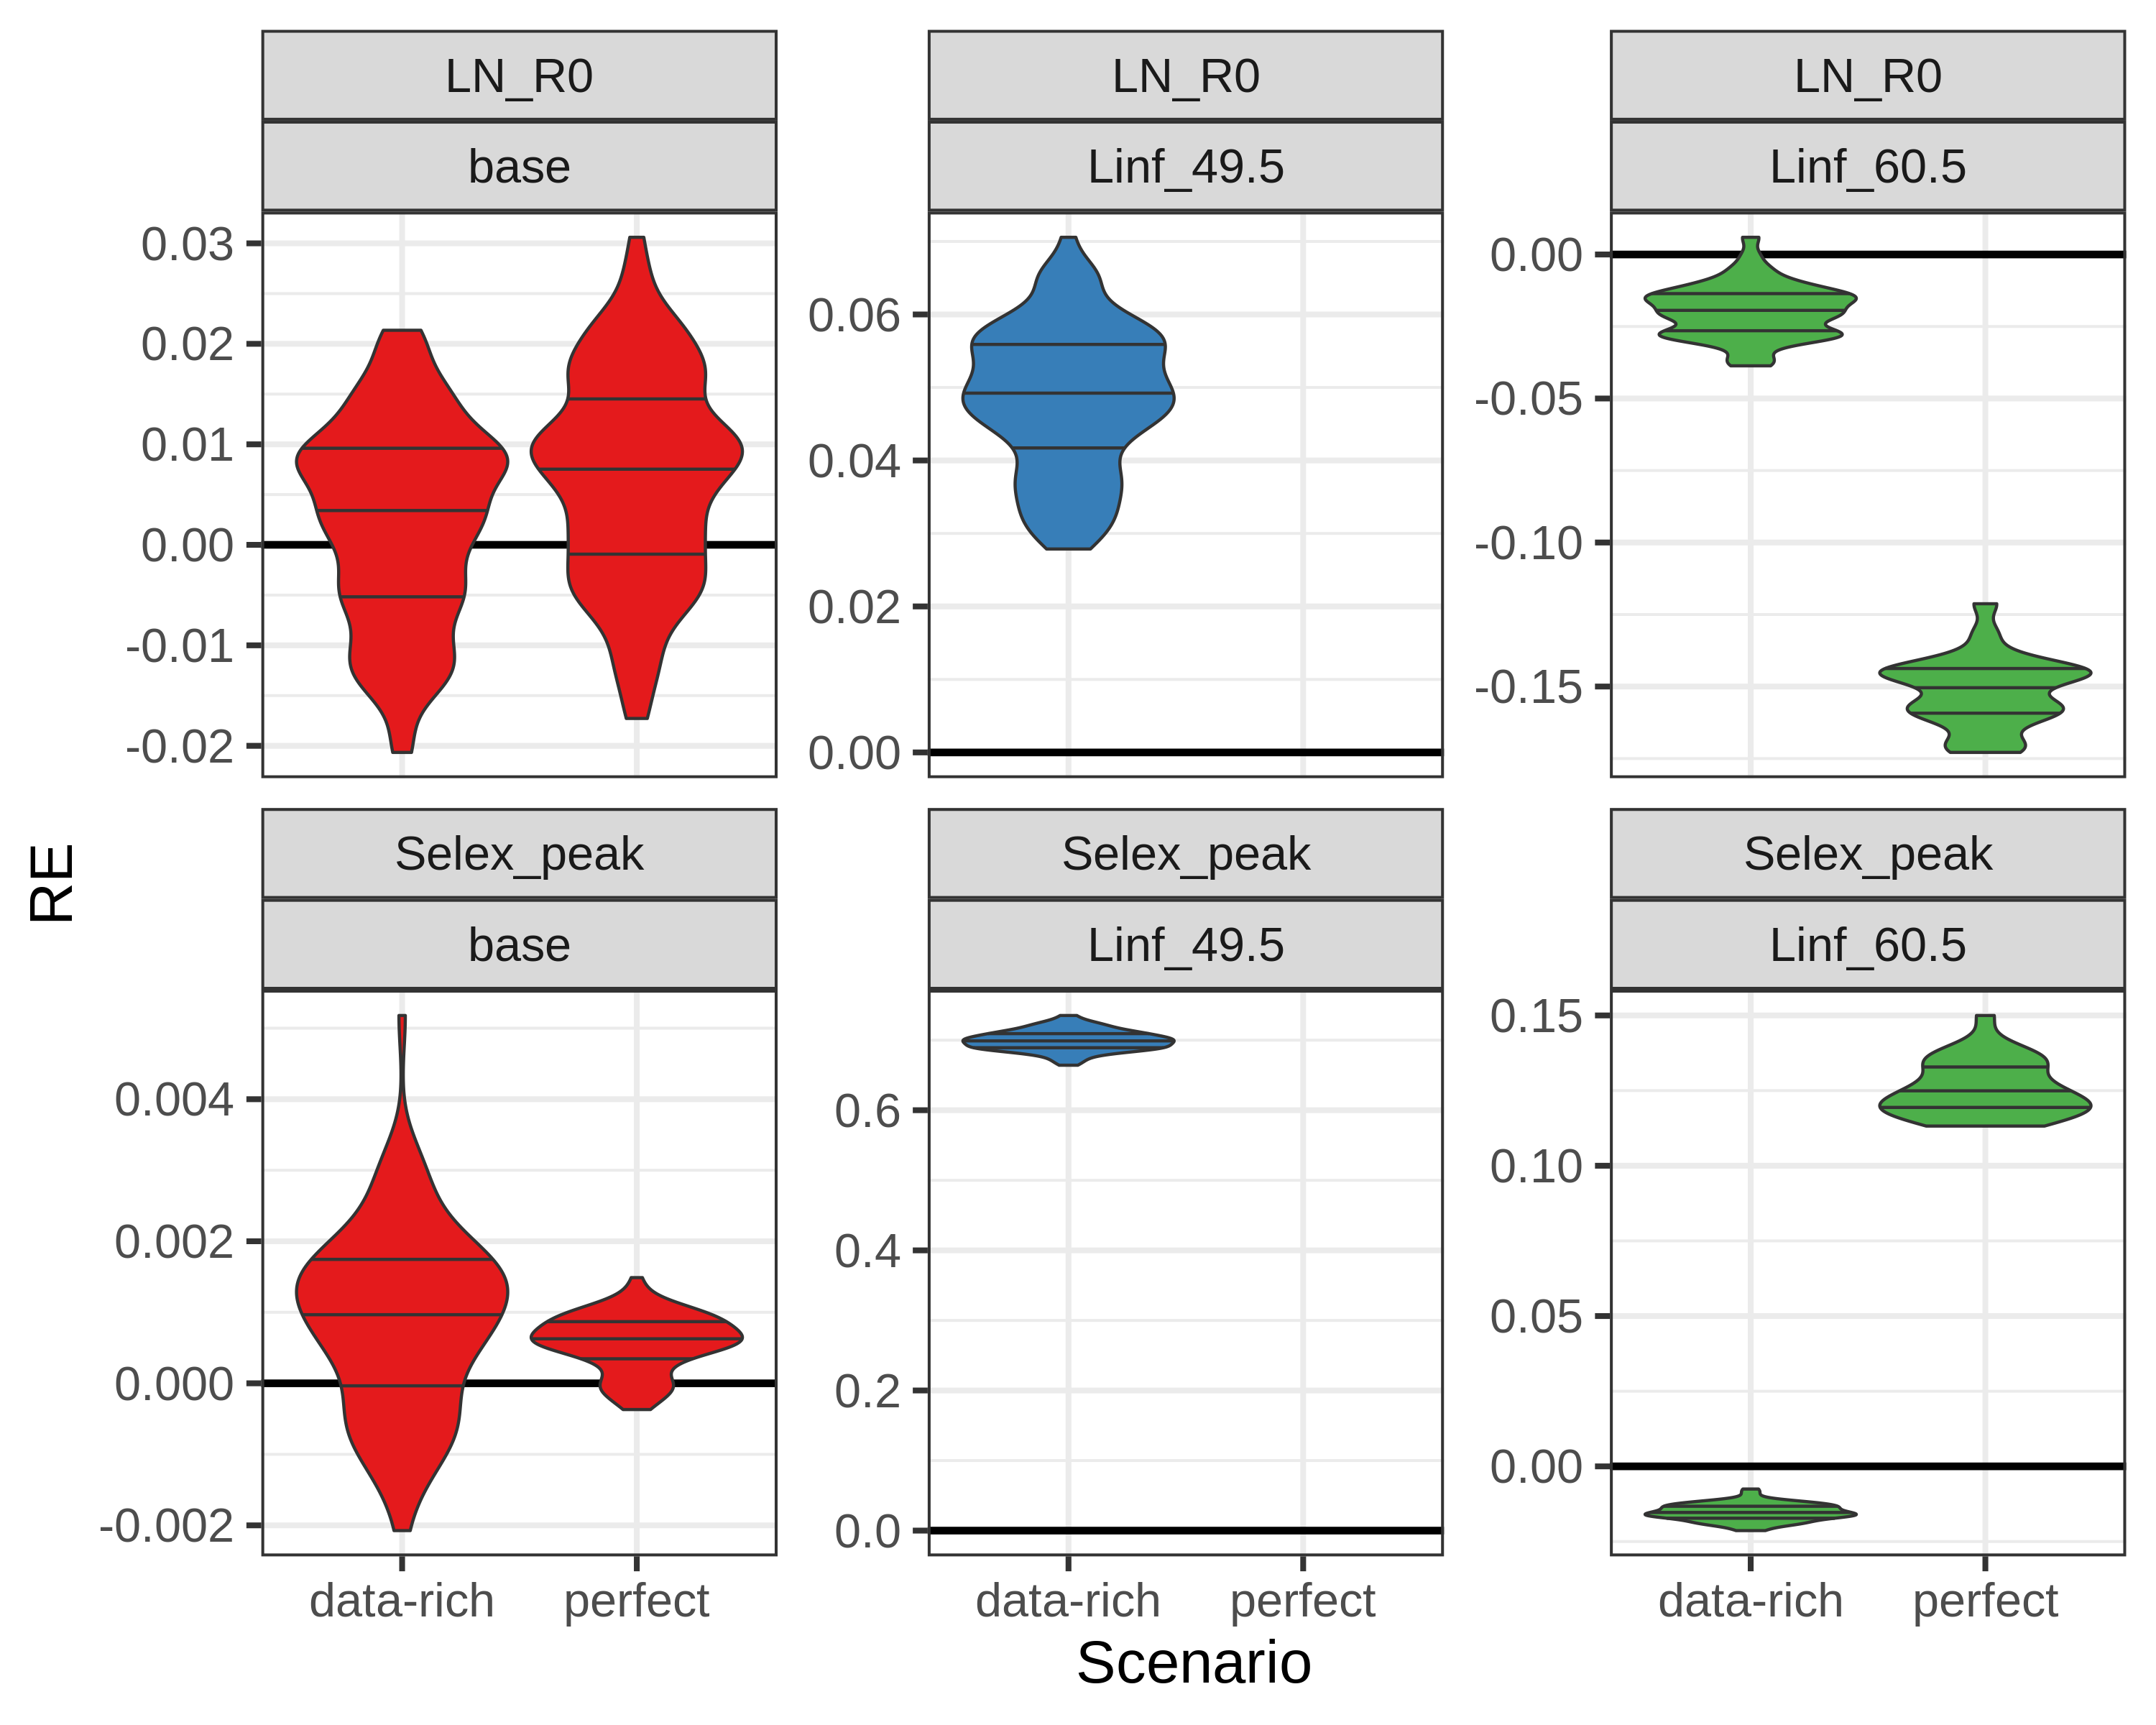 LN_R0
LN_R0
LN_R0
base
Linf_49.5
Linf_60.5
0.03
0.02
0.01
0.00
-0.01
-0.02
0.06
0.04
0.02
0.00
0.00
-0.05
-0.10
-0.15
RE
Selex_peak
Selex_peak
Selex_peak
base
Linf_49.5
Linf_60.5
0.004
0.002
0.000
-0.002
0.6
0.4
0.2
0.0
0.15
0.10
0.05
0.00
data-rich
perfect
data-rich
perfect
data-rich
perfect
Scenario